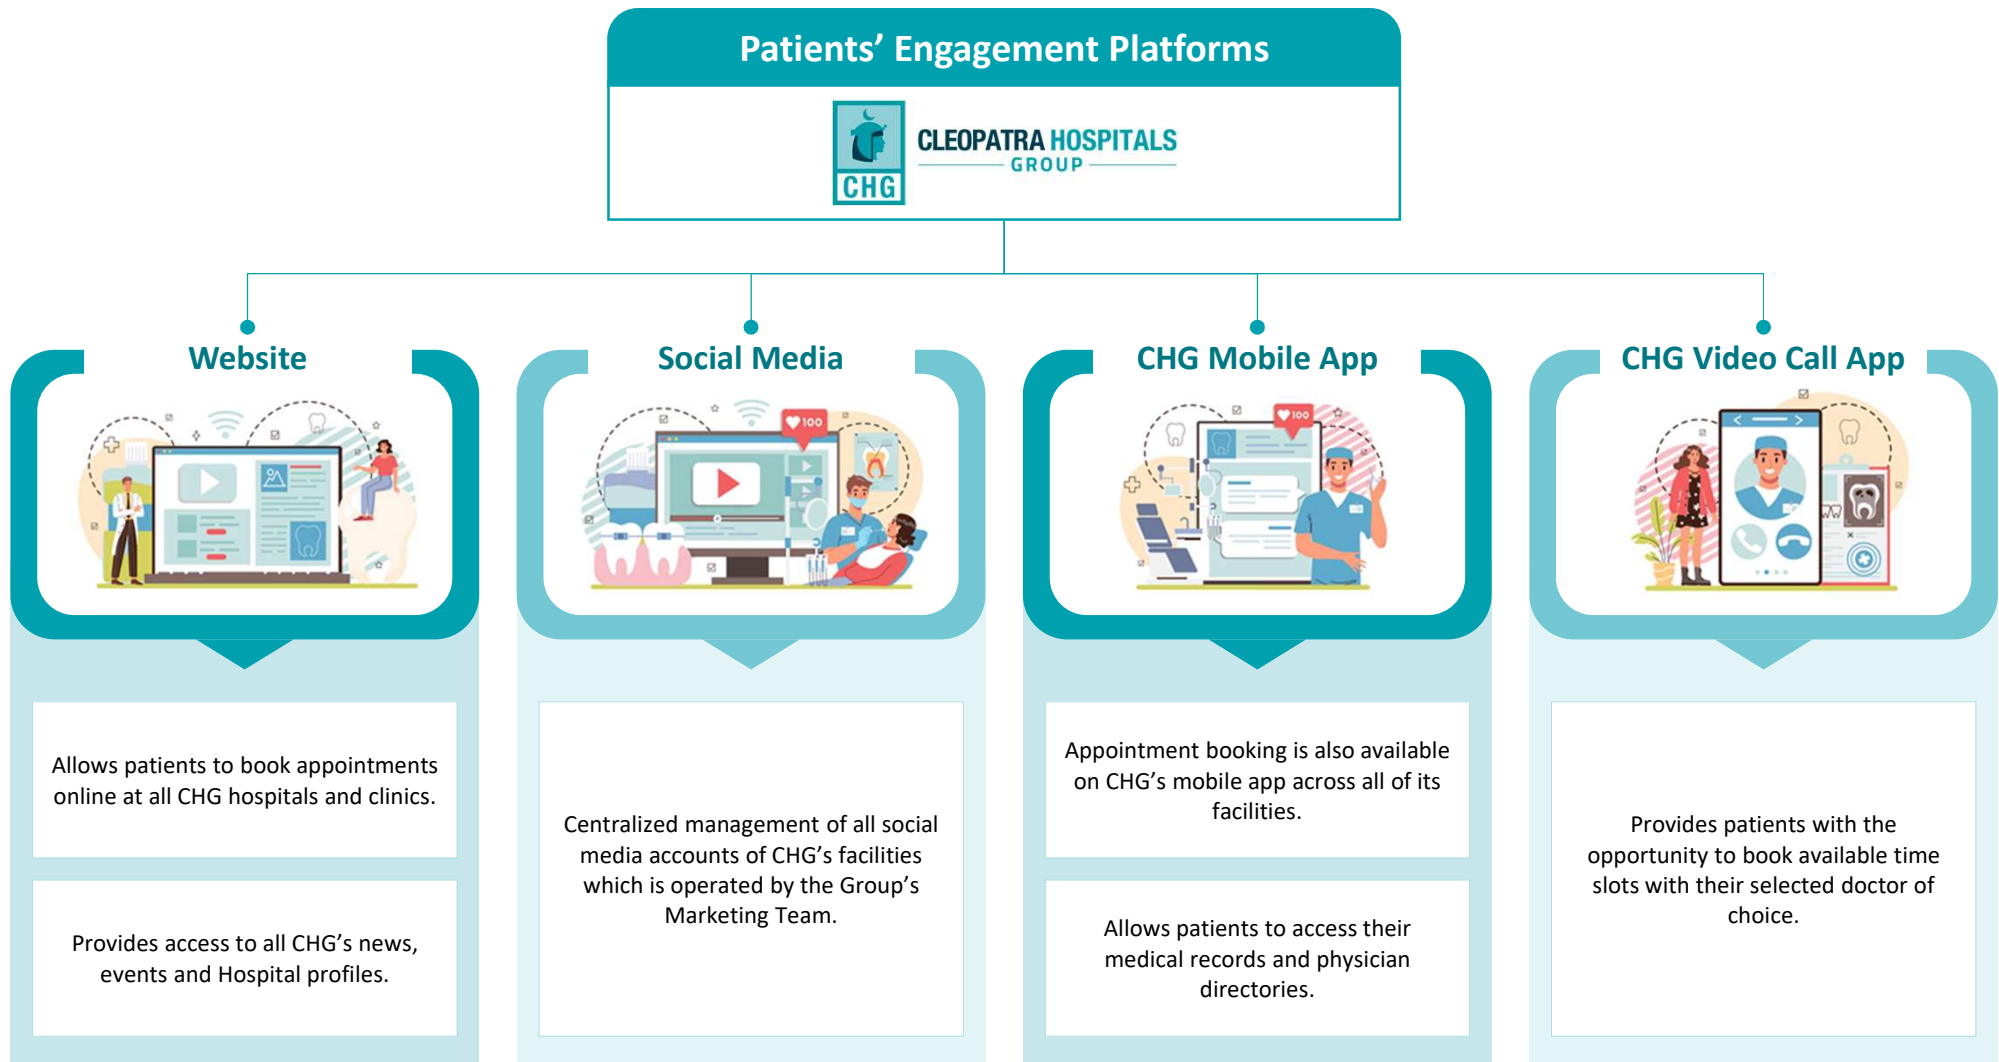 Patients’ Engagement Platforms
CLEOPATRA HOSPITALS
GROUP
CHG
Website
Social Media
CHG Mobile App
CHG Video Call App
100
100
Allows patients to book appointments
online at all CHG hospitals and clinics.
Provides access to all CHG’s news,
events and Hospital profiles.
Centralized management of all social
media accounts of CHG’s facilities
which is operated by the Group’s
Marketing Team.
Appointment booking is also available
on CHG’s mobile app across all of its
facilities.
Allows patients to access their
medical records and physician
directories.
Provides patients with the
opportunity to book available time
slots with their selected doctor of
choice.